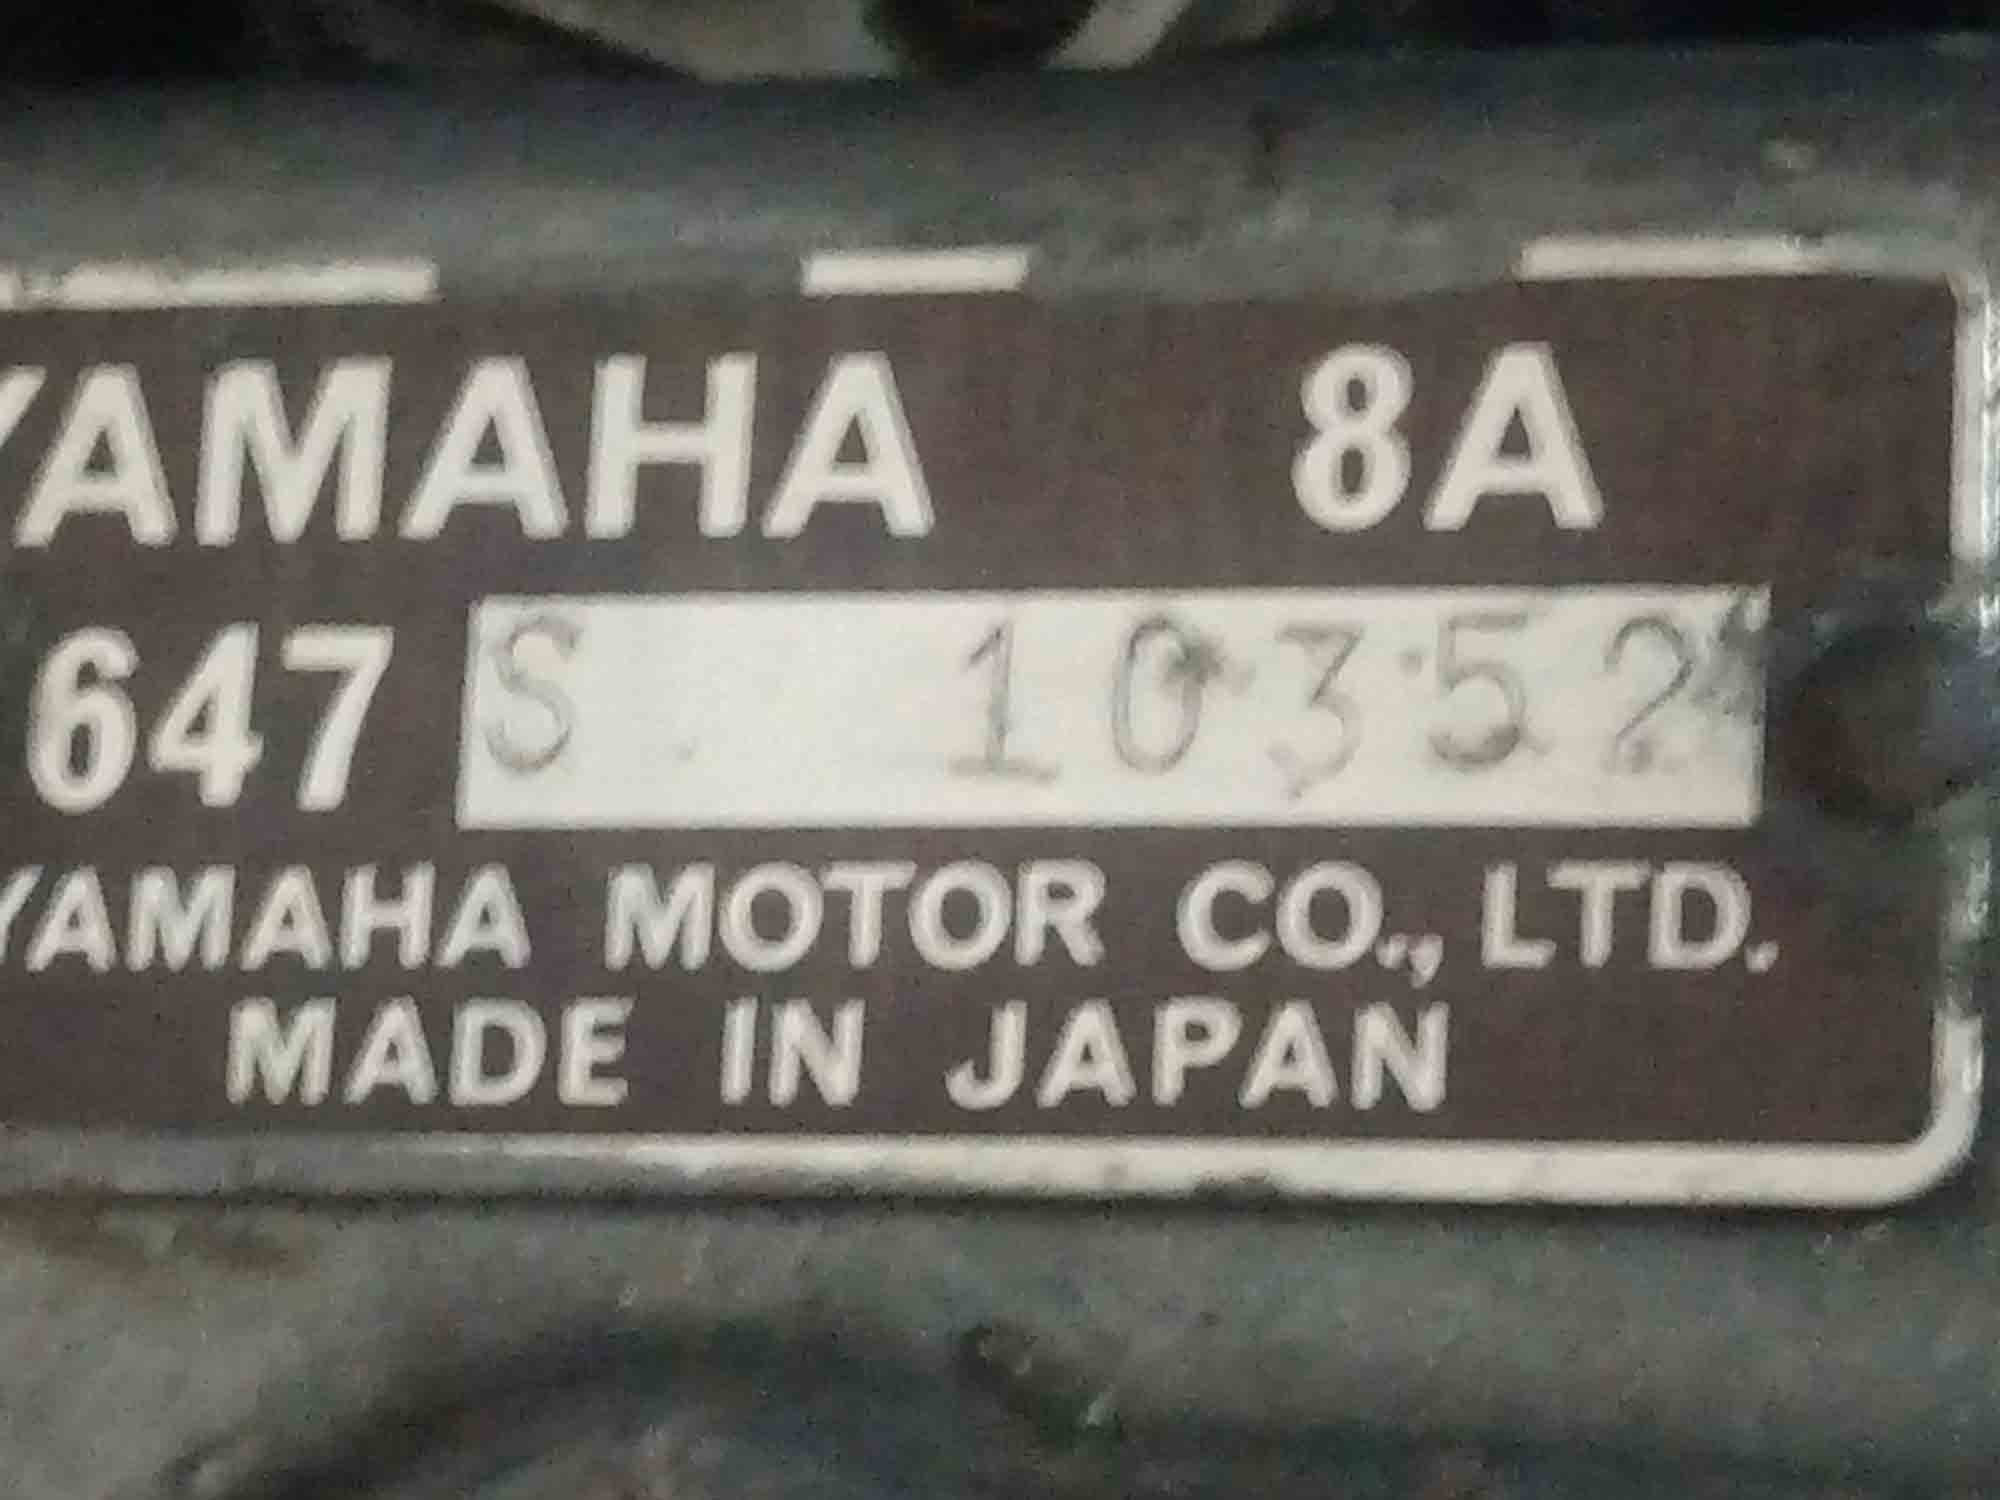 YAMAHA 8A
647 S 10352
YAMAHA MOTOR CO., LTD.
MADE IN JAPAN